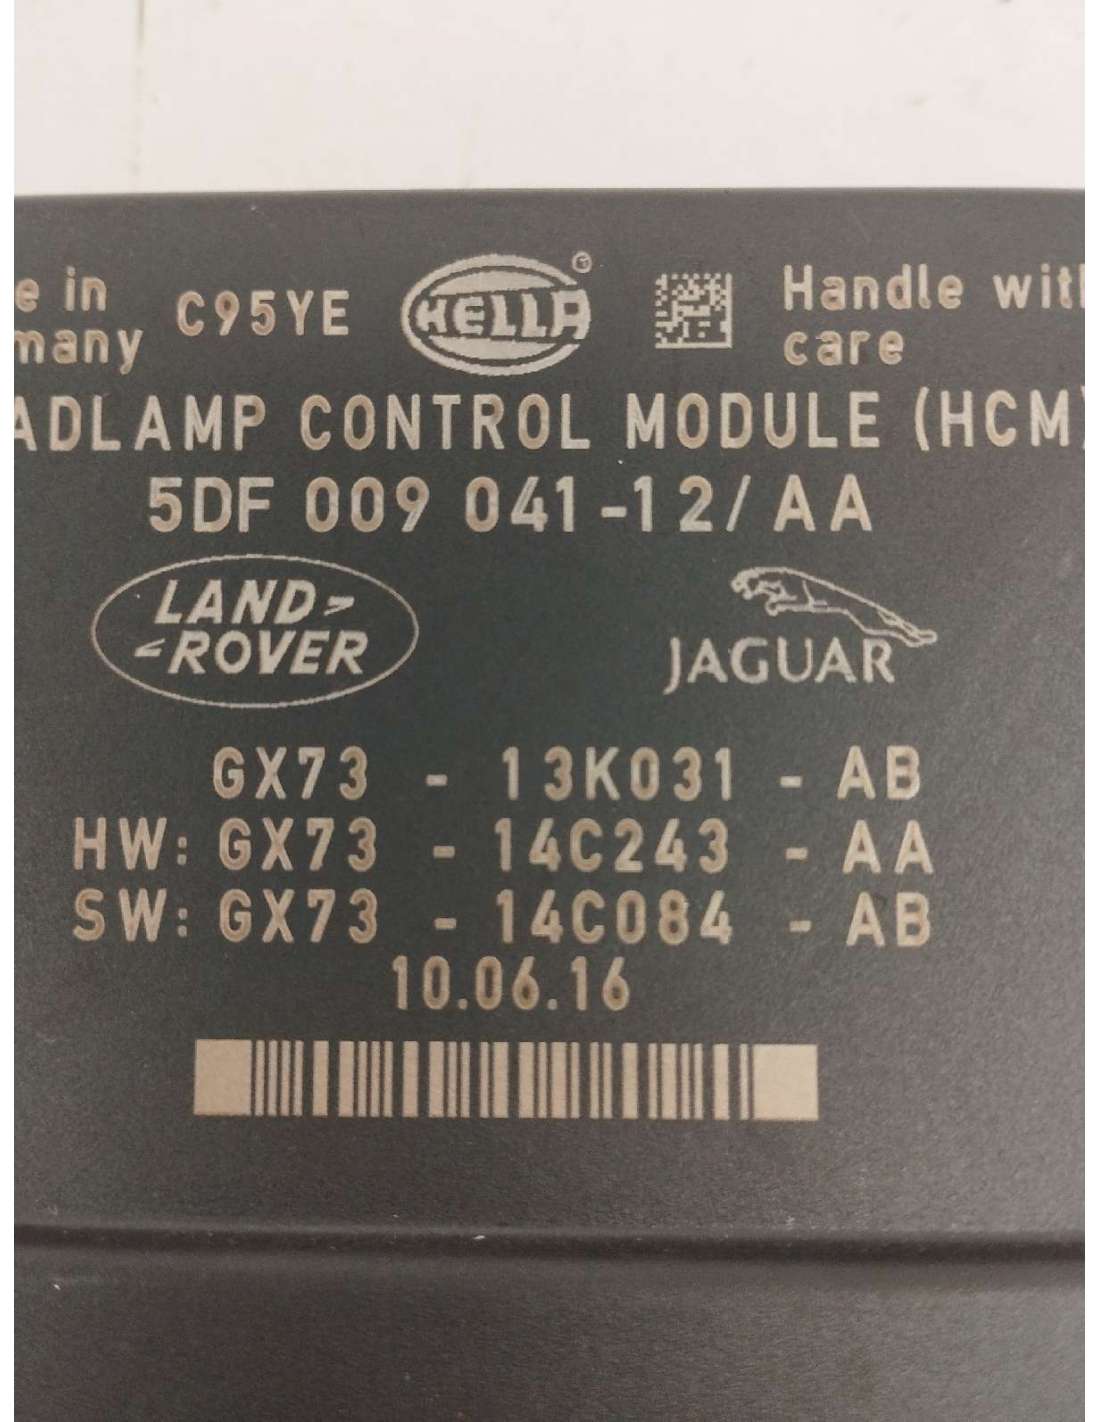 e in
many
C95YE
HELLA
Handle with
care
ADLAMP CONTROL MODULE (HCM)
5DF 009 041-12/AA
LAND
ROVER
JAGUAR
GX73 - 13K031 - AB
HW: GX73 - 14C243 - AA
SW: GX73 - 14C084 - AB
10.06.16